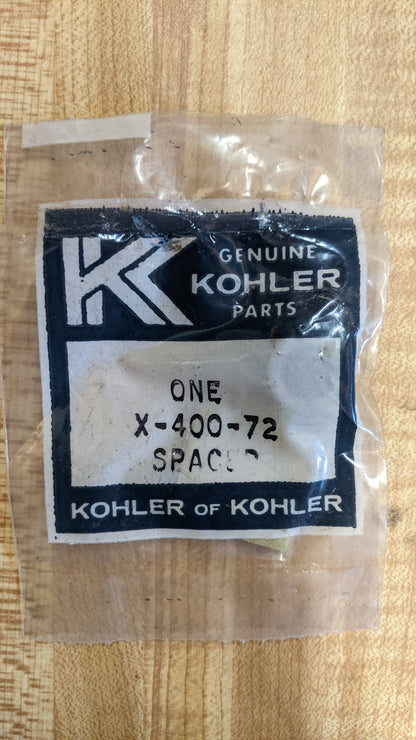 K
GENUINE
KOHLER
PARTS
ONE
X-400-72
SPACER
KOHLER OF KOHLER